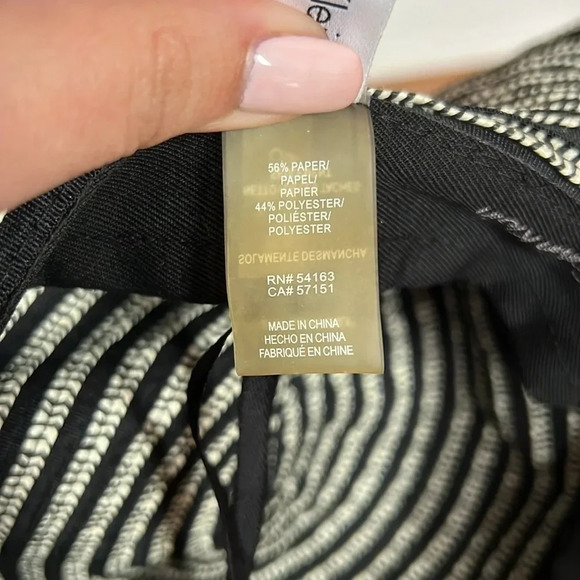 56% PAPER/
PAPEL/
PAPIER
44% POLYESTER/
POLIÉSTER/
POLYESTER
SOLAMENTE DESMANCHA
RN# 54163
CA# 57151
MADE IN CHINA
HECHO EN CHINA
FABRIQUÉ EN CHINE